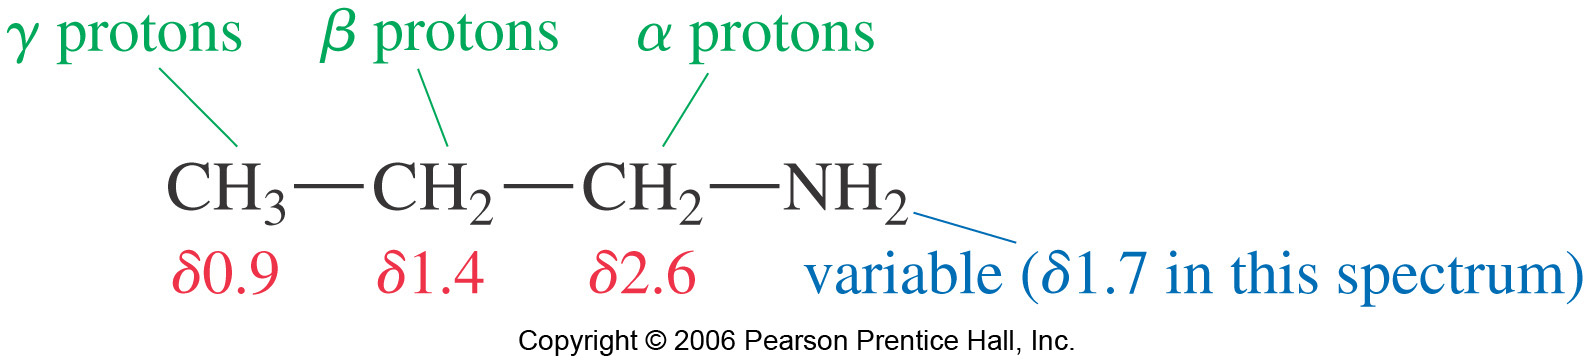 γ protons β protons α protons
CH₃—CH₂—CH₂—NH₂
δ0.9 δ1.4 δ2.6 variable (δ1.7 in this spectrum)
Copyright © 2006 Pearson Prentice Hall, Inc.